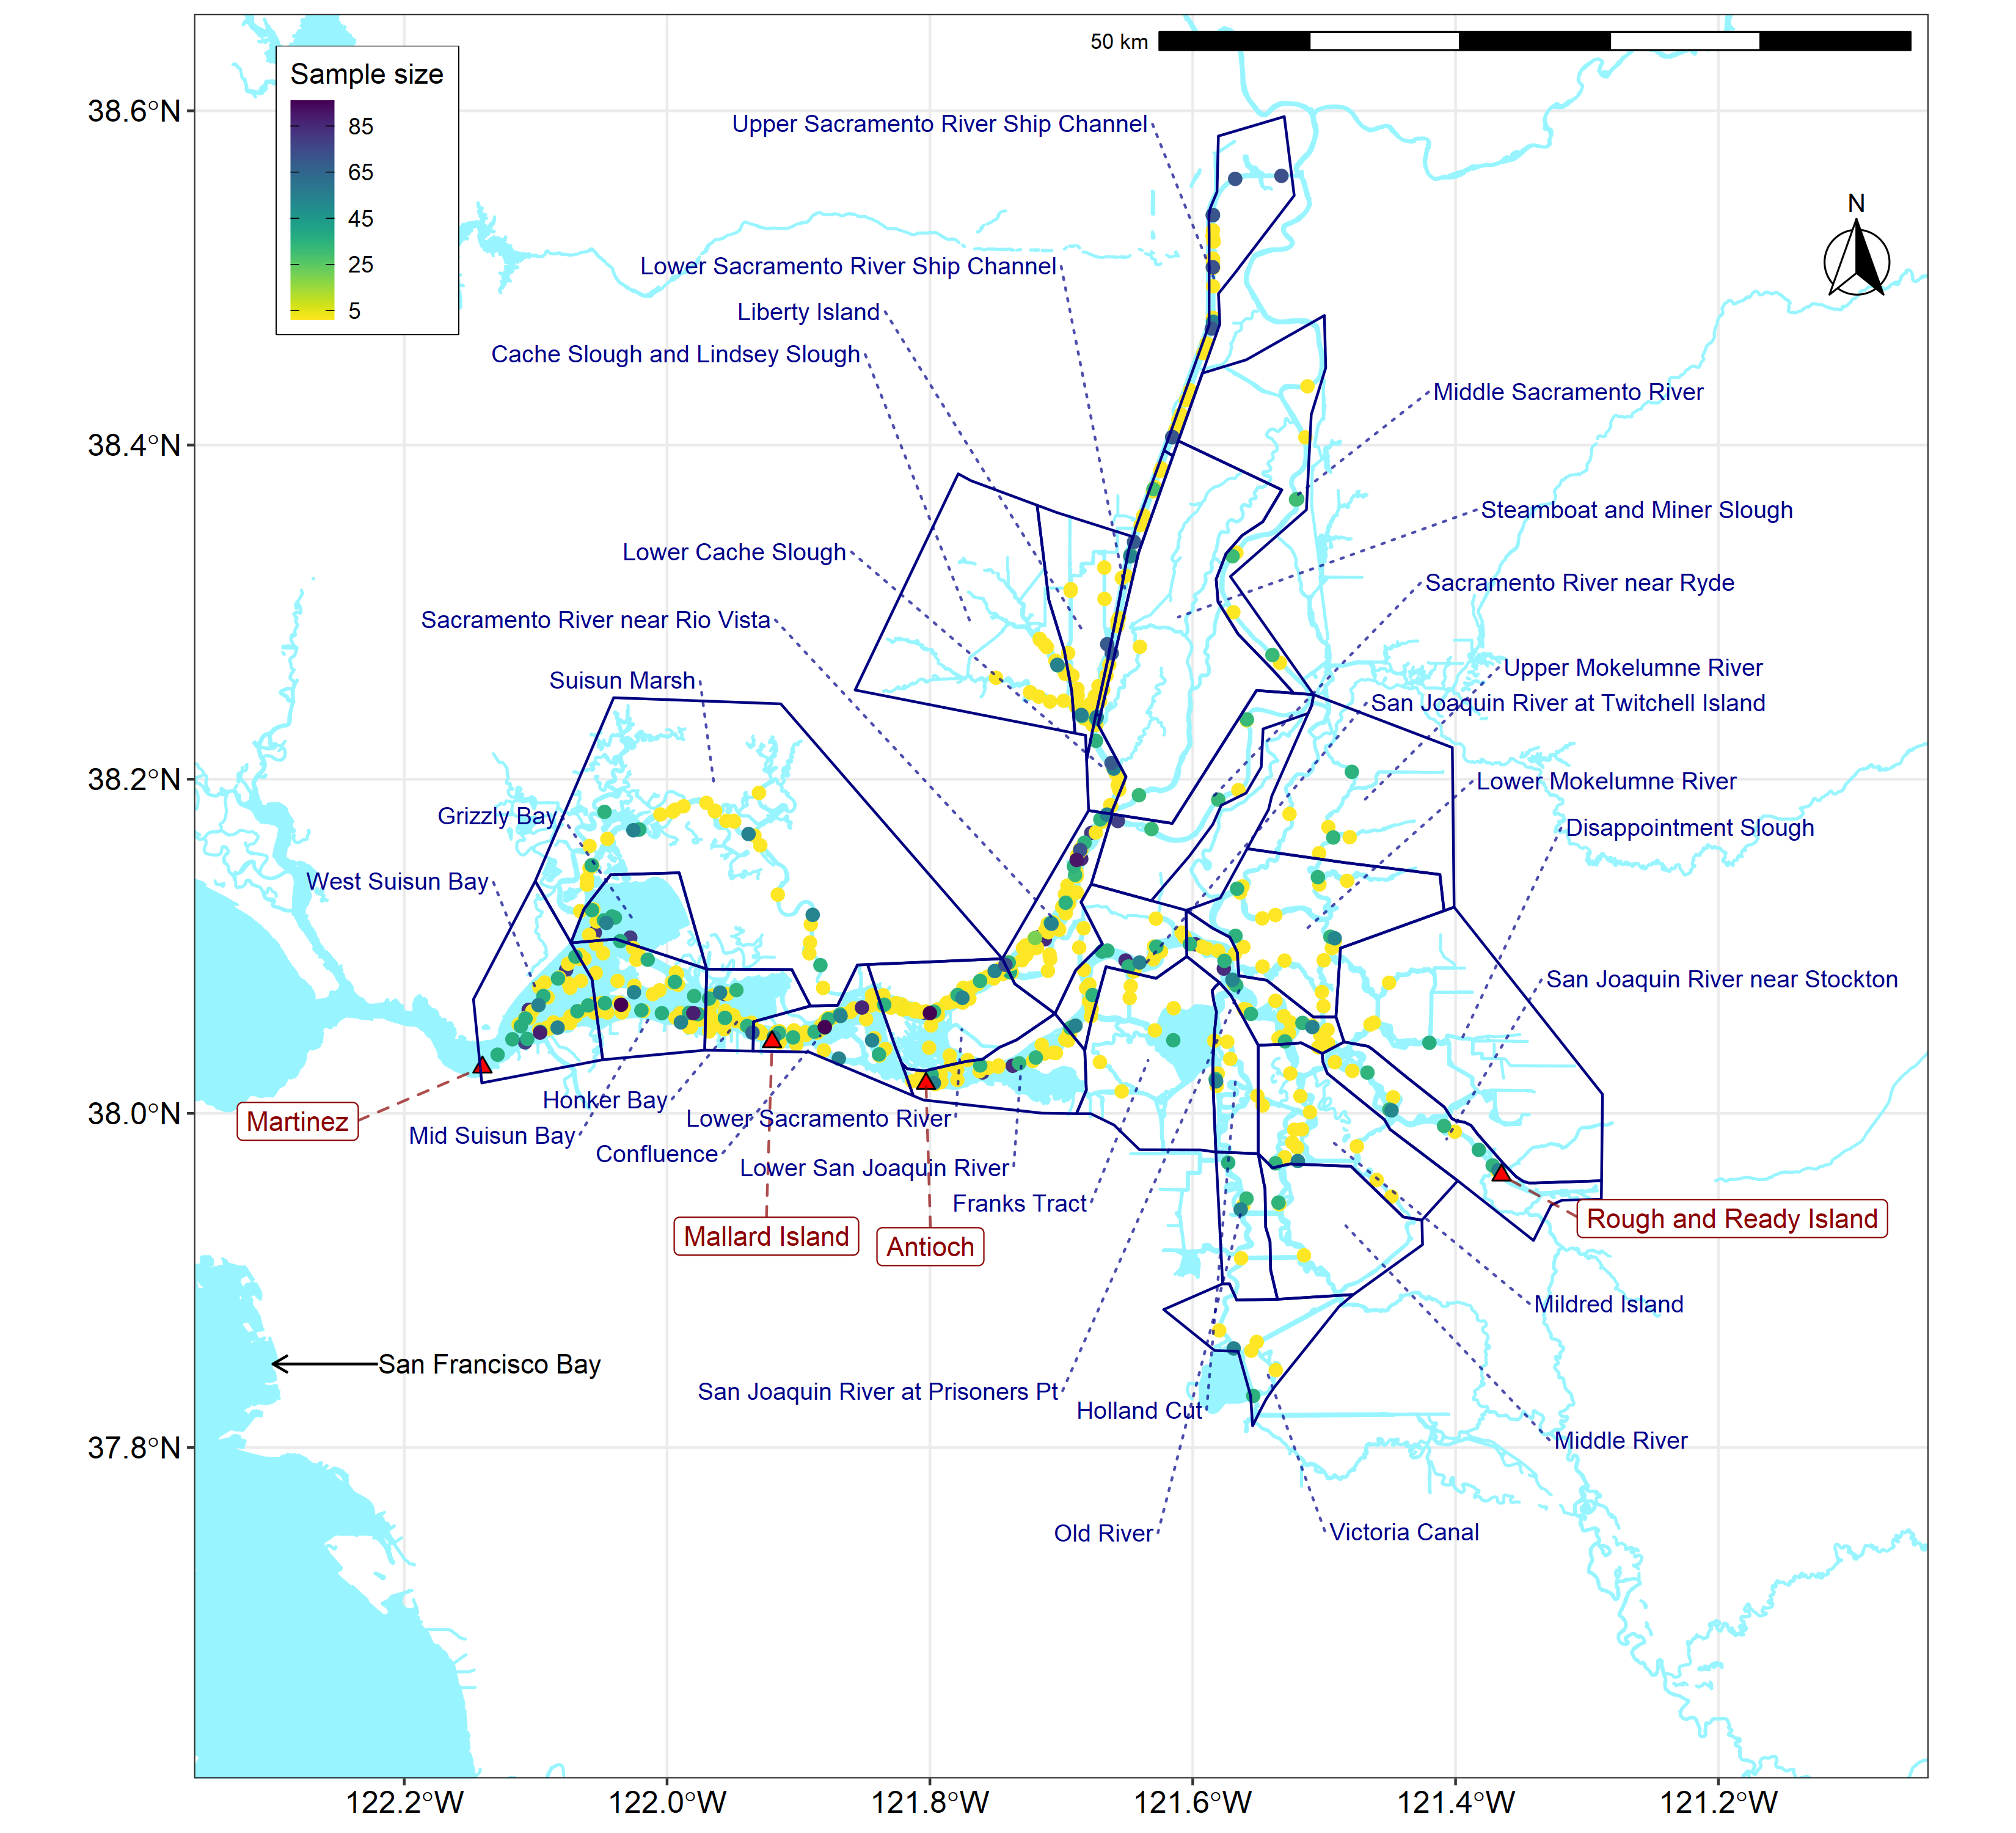 50 km
Sample size
85
65
45
25
5
N
38.6°N
38.4°N
38.2°N
38.0°N
37.8°N
Upper Sacramento River Ship Channel
Lower Sacramento River Ship Channel
Liberty Island
Cache Slough and Lindsey Slough
Middle Sacramento River
Steamboat and Miner Slough
Lower Cache Slough
Sacramento River near Ryde
Sacramento River near Rio Vista
Upper Mokelumne River
Suisun Marsh
San Joaquin River at Twitchell Island
Lower Mokelumne River
Grizzly Bay
Disappointment Slough
West Suisun Bay
San Joaquin River near Stockton
Honker Bay
Martinez
Lower Sacramento River
Mid Suisun Bay
Confluence
Lower San Joaquin River
Franks Tract
Rough and Ready Island
Mallard Island
Antioch
Mildred Island
San Francisco Bay
San Joaquin River at Prisoners Pt
Holland Cut
Middle River
Old River
Victoria Canal
122.2°W
122.0°W
121.8°W
121.6°W
121.4°W
121.2°W